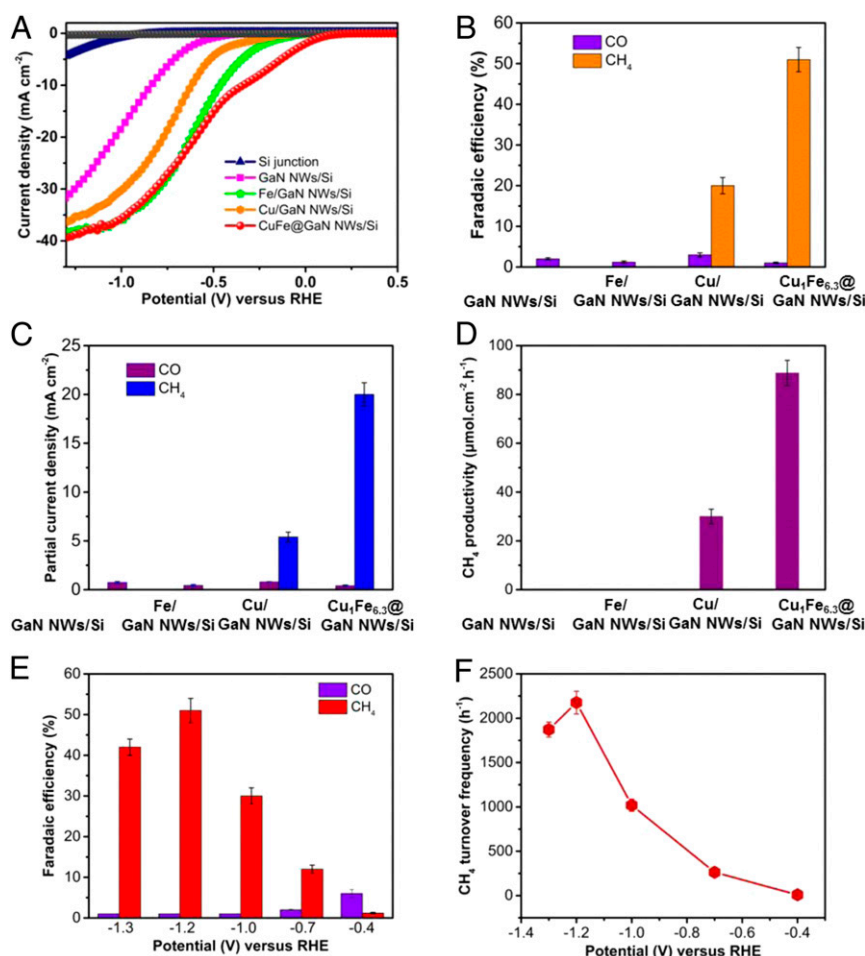 A
Current density (mA cm⁻²)
0
-10
-20
-30
-40
Si junction
GaN NWs/Si
Fe/GaN NWs/Si
Cu/GaN NWs/Si
CuFe@GaN NWs/Si
-1.0 -0.5 0.0 0.5
Potential (V) versus RHE
B
Faradaic efficiency (%)
60
50
40
30
20
10
0
CO
CH₄
GaN NWs/Si
Fe/
GaN NWs/Si
Cu/
GaN NWs/Si
Cu₁Fe₆.₃@
GaN NWs/Si
C
Partial current density (mA cm⁻²)
25
20
15
10
5
0
CO
CH₄
GaN NWs/Si
Fe/
GaN NWs/Si
Cu/
GaN NWs/Si
Cu₁Fe₆.₃@
GaN NWs/Si
D
CH₄ productivity (μmol.cm⁻².h⁻¹)
100
80
60
40
20
0
GaN NWs/Si
Fe/
GaN NWs/Si
Cu/
GaN NWs/Si
Cu₁Fe₆.₃@
GaN NWs/Si
E
Faradaic efficiency (%)
60
50
40
30
20
10
0
CO
CH₄
-1.3 -1.2 -1.0 -0.7 -0.4
Potential (V) versus RHE
F
CH₄ turnover frequency (h⁻¹)
2500
2000
1500
1000
500
0
-1.4 -1.2 -1.0 -0.8 -0.6 -0.4
Potential (V) versus RHE